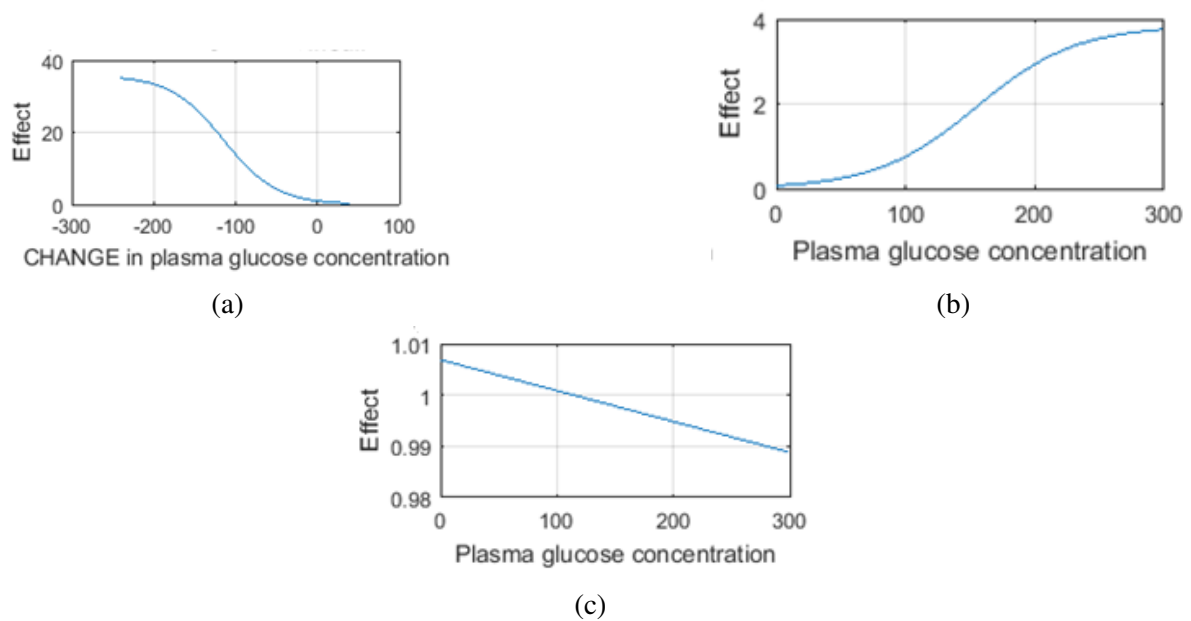 40
20
0
Effect
-300 -200 -100 0 100
CHANGE in plasma glucose concentration
(a)
4
2
0
Effect
0 100 200 300
Plasma glucose concentration
(b)
1.01
1
0.99
0.98
Effect
0 100 200 300
Plasma glucose concentration
(c)